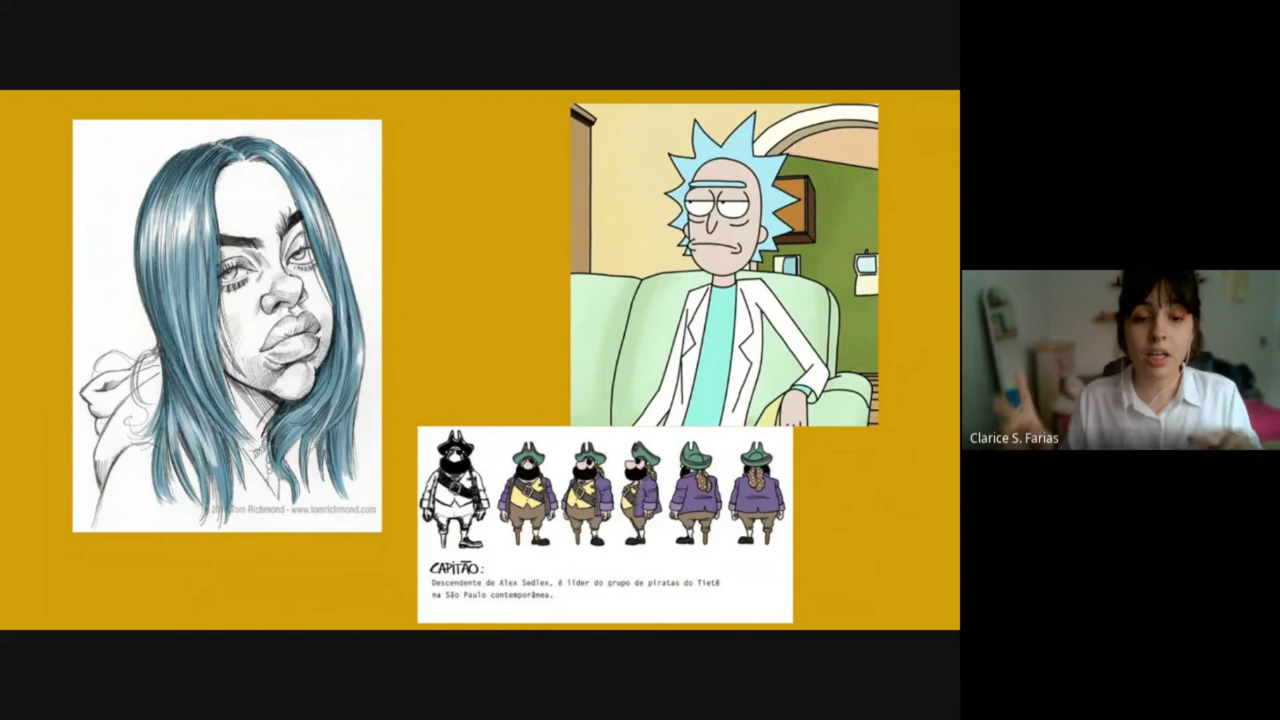 Tom Richmond - www.tomrichmond.com
CAPITÃO:
Descendente de Alex Sedlex, é líder do grupo de piratas do Tietê
na São Paulo contemporânea.
Clarice S. Farias